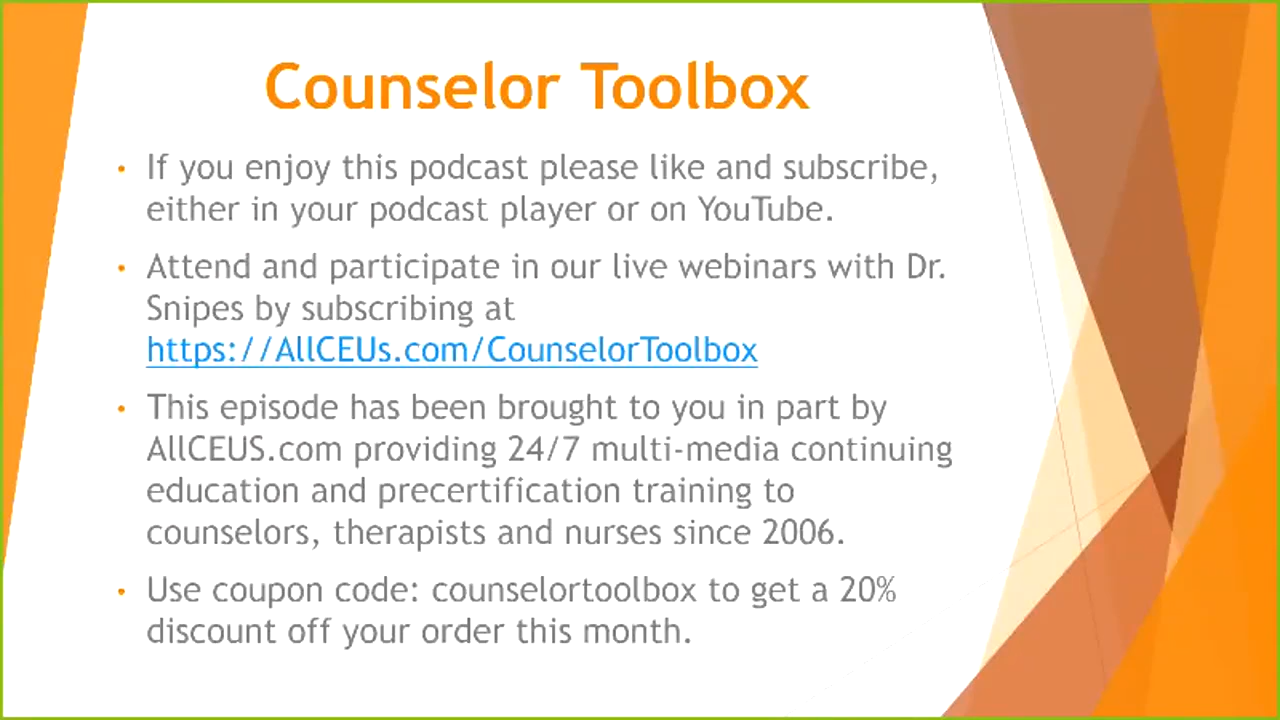 Counselor Toolbox
• If you enjoy this podcast please like and subscribe,
either in your podcast player or on YouTube.
• Attend and participate in our live webinars with Dr.
Snipes by subscribing at
https://AllCEUs.com/CounselorToolbox
• This episode has been brought to you in part by
AllCEUS.com providing 24/7 multi-media continuing
education and precertification training to
counselors, therapists and nurses since 2006.
• Use coupon code: counselortoolbox to get a 20%
discount off your order this month.